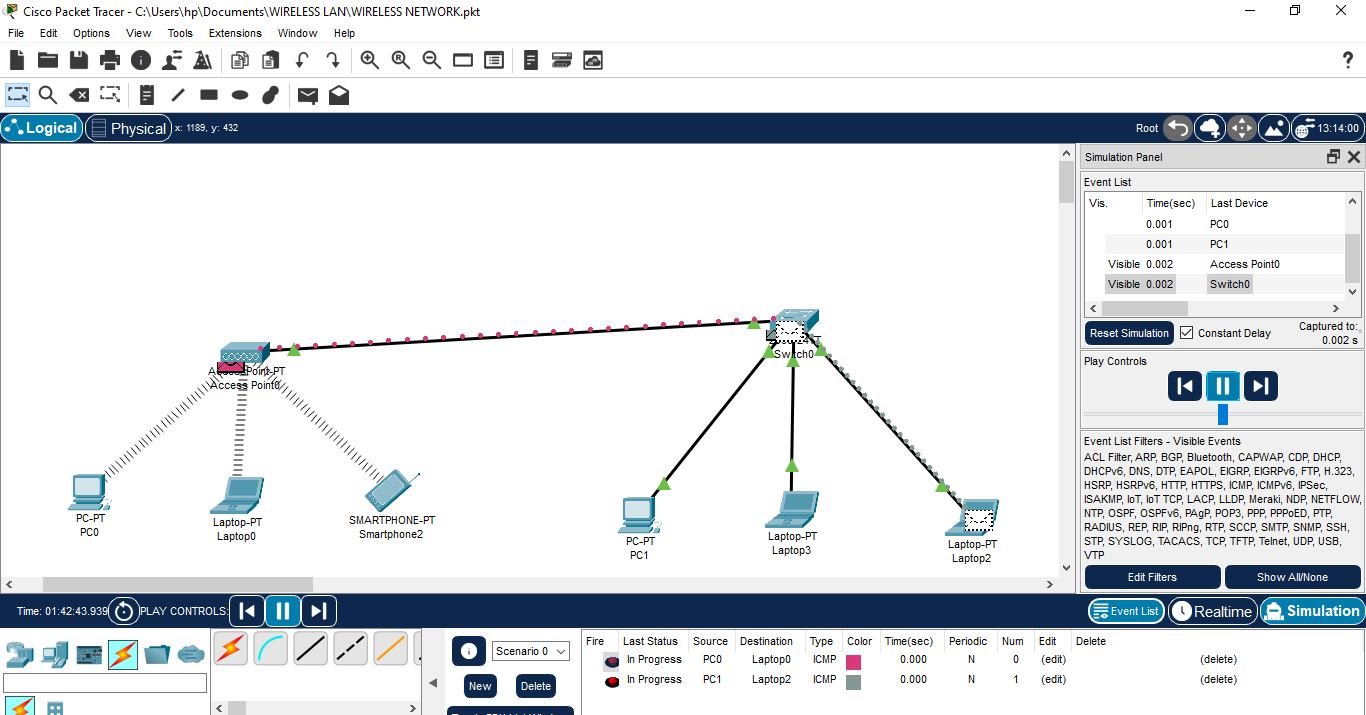 Cisco Packet Tracer - C:\Users\hp\Documents\WIRELESS LAN\WIRELESS NETWORK.pkt
File Edit Options View Tools Extensions Window Help
?
Logical Physical x: 1189, y: 432 Root 13:14:00
Simulation Panel
Event List
Vis. Time(sec) Last Device
0.001 PC0
0.001 PC1
Visible 0.002 Access Point0
Visible 0.002 Switch0
Reset Simulation Constant Delay Captured to:
0.002 s
Play Controls
Event List Filters - Visible Events
ACL Filter, ARP, BGP, Bluetooth, CAPWAP, CDP, DHCP,
DHCPv6, DNS, DTP, EAPOL, EIGRP, EIGRPv6, FTP, H.323,
HSRP, HSRPv6, HTTP, HTTPS, ICMP, ICMPv6, IPSec,
ISAKMP, IoT, IoT TCP, LACP, LLDP, Meraki, NDP, NETFLOW,
NTP, OSPF, OSPFv6, PAgP, POP3, PPP, PPPoED, PTP,
RADIUS, REP, RIP, RIPng, RTP, SCCP, SMTP, SNMP, SSH,
STP, SYSLOG, TACACS, TCP, TFTP, Telnet, UDP, USB,
VTP
Edit Filters Show All/None
Switch0
Access Point0
PC-PT
PC0
Laptop-PT
Laptop0
SMARTPHONE-PT
Smartphone2
PC-PT
PC1
Laptop-PT
Laptop3
Laptop-PT
Laptop2
Time: 01:42:43.939 PLAY CONTROLS: Event List Realtime Simulation
Scenario 0
New Delete
Fire Last Status Source Destination Type Color Time(sec) Periodic Num Edit Delete
In Progress PC0 Laptop0 ICMP 0.000 N 0 (edit) (delete)
In Progress PC1 Laptop2 ICMP 0.000 N 1 (edit) (delete)